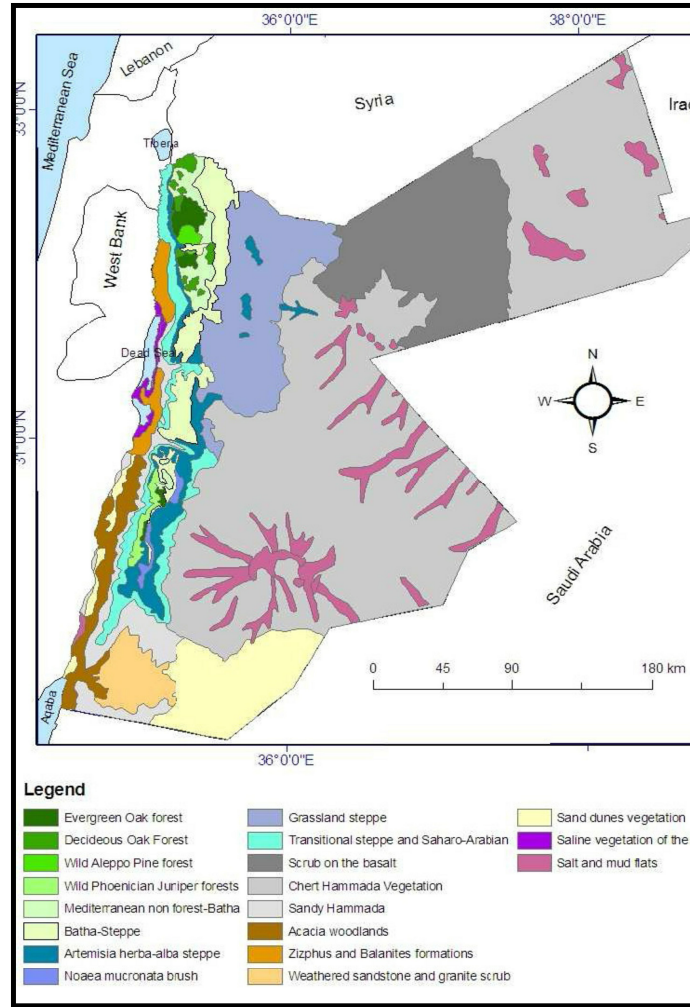 36°0'0"E 38°0'0"E
33°0'0"N
31°0'0"N
Mediterranean Sea
Lebanon
Syria
Tiberia
West Bank
Dead Sea
N
W E
S
Saudi Arabia
0 45 90 180 km
Aqaba
36°0'0"E
Legend
Evergreen Oak forest
Decideous Oak Forest
Wild Aleppo Pine forest
Wild Phoenician Juniper forests
Mediterranean non forest-Batha
Batha-Steppe
Artemisia herba-alba steppe
Noaea mucronata brush
Grassland steppe
Transitional steppe and Saharo-Arabian
Scrub on the basalt
Chert Hammada Vegetation
Sandy Hammada
Acacia woodlands
Zizphus and Balanites formations
Weathered sandstone and granite scrub
Sand dunes vegetation
Saline vegetation of the
Salt and mud flats